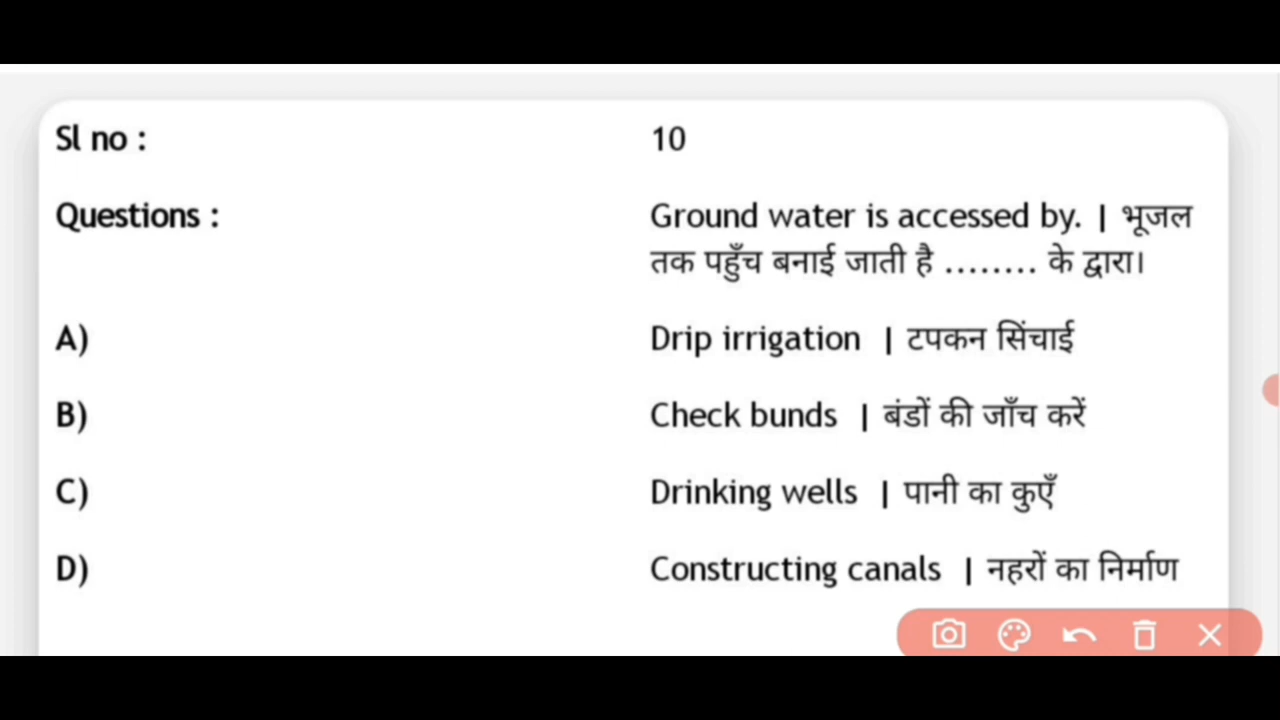 Sl no : 10
Questions : Ground water is accessed by. | भूजल
तक पहुँच बनाई जाती है ........ के द्वारा।
A) Drip irrigation | टपकन सिंचाई
B) Check bunds | बंडों की जाँच करें
C) Drinking wells | पानी का कुएँ
D) Constructing canals | नहरों का निर्माण